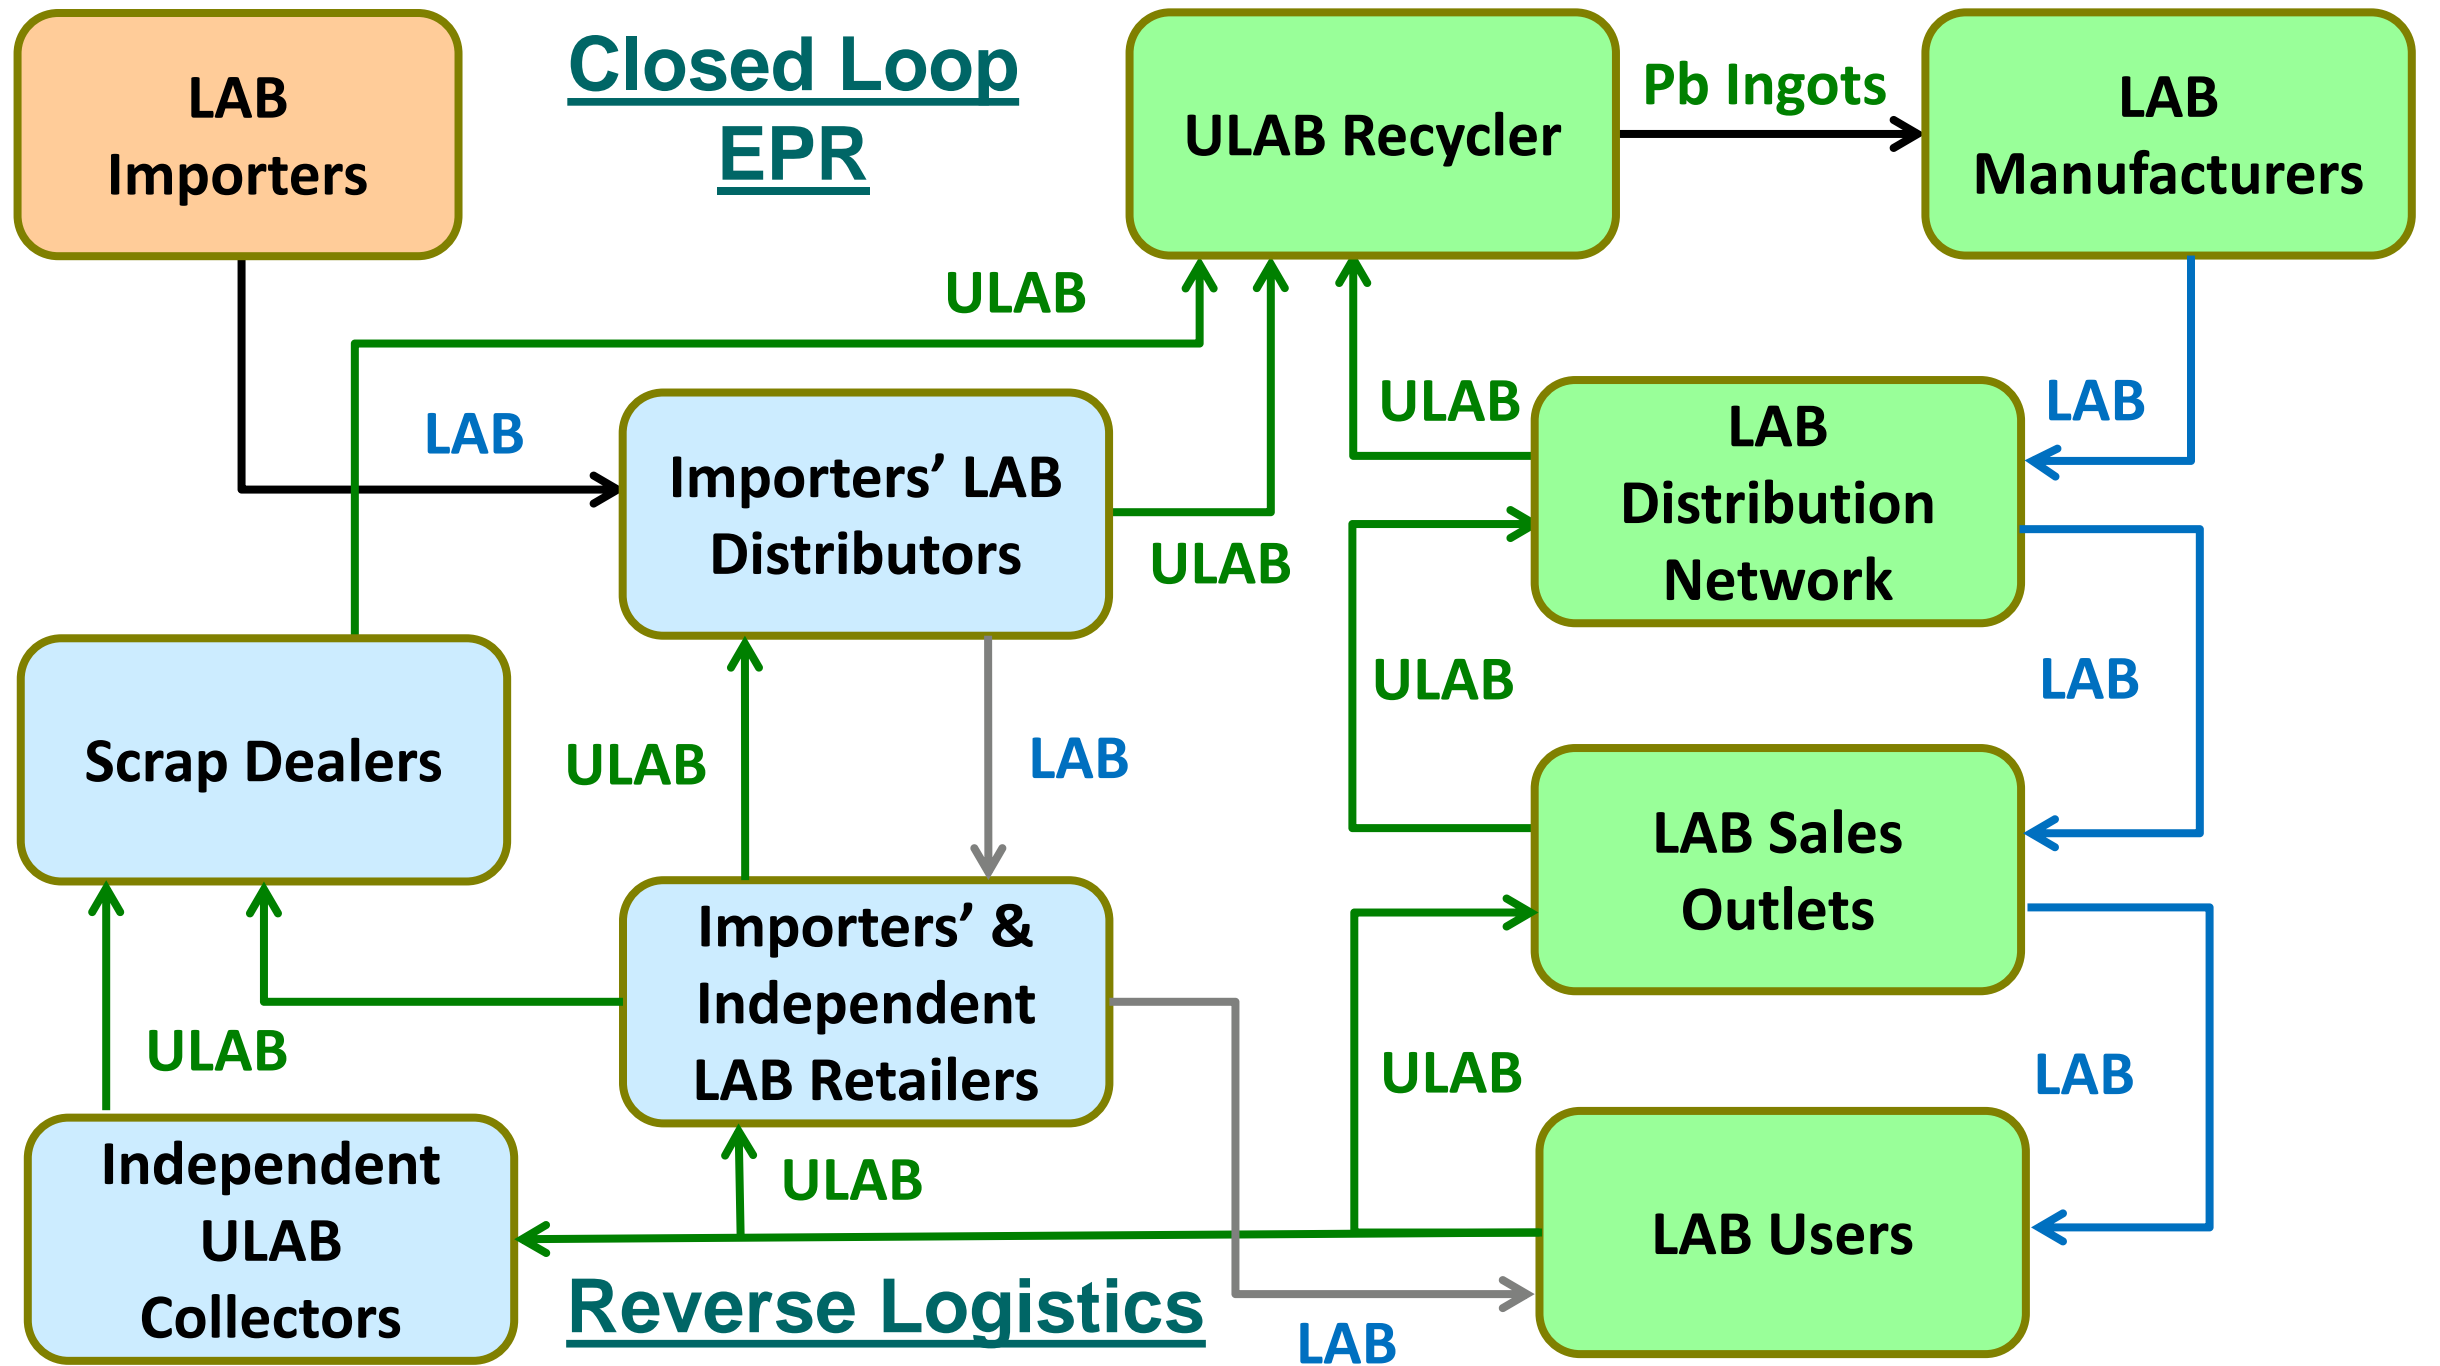 LAB
Importers
Closed Loop
EPR
ULAB Recycler
Pb Ingots
LAB
Manufacturers
ULAB
LAB
Importers’ LAB
Distributors
ULAB
ULAB
LAB
Distribution
Network
LAB
Scrap Dealers
ULAB
LAB
ULAB
LAB
LAB Sales
Outlets
Importers’ &
Independent
LAB Retailers
ULAB
ULAB
LAB
Independent
ULAB
Collectors
ULAB
LAB Users
Reverse Logistics
LAB